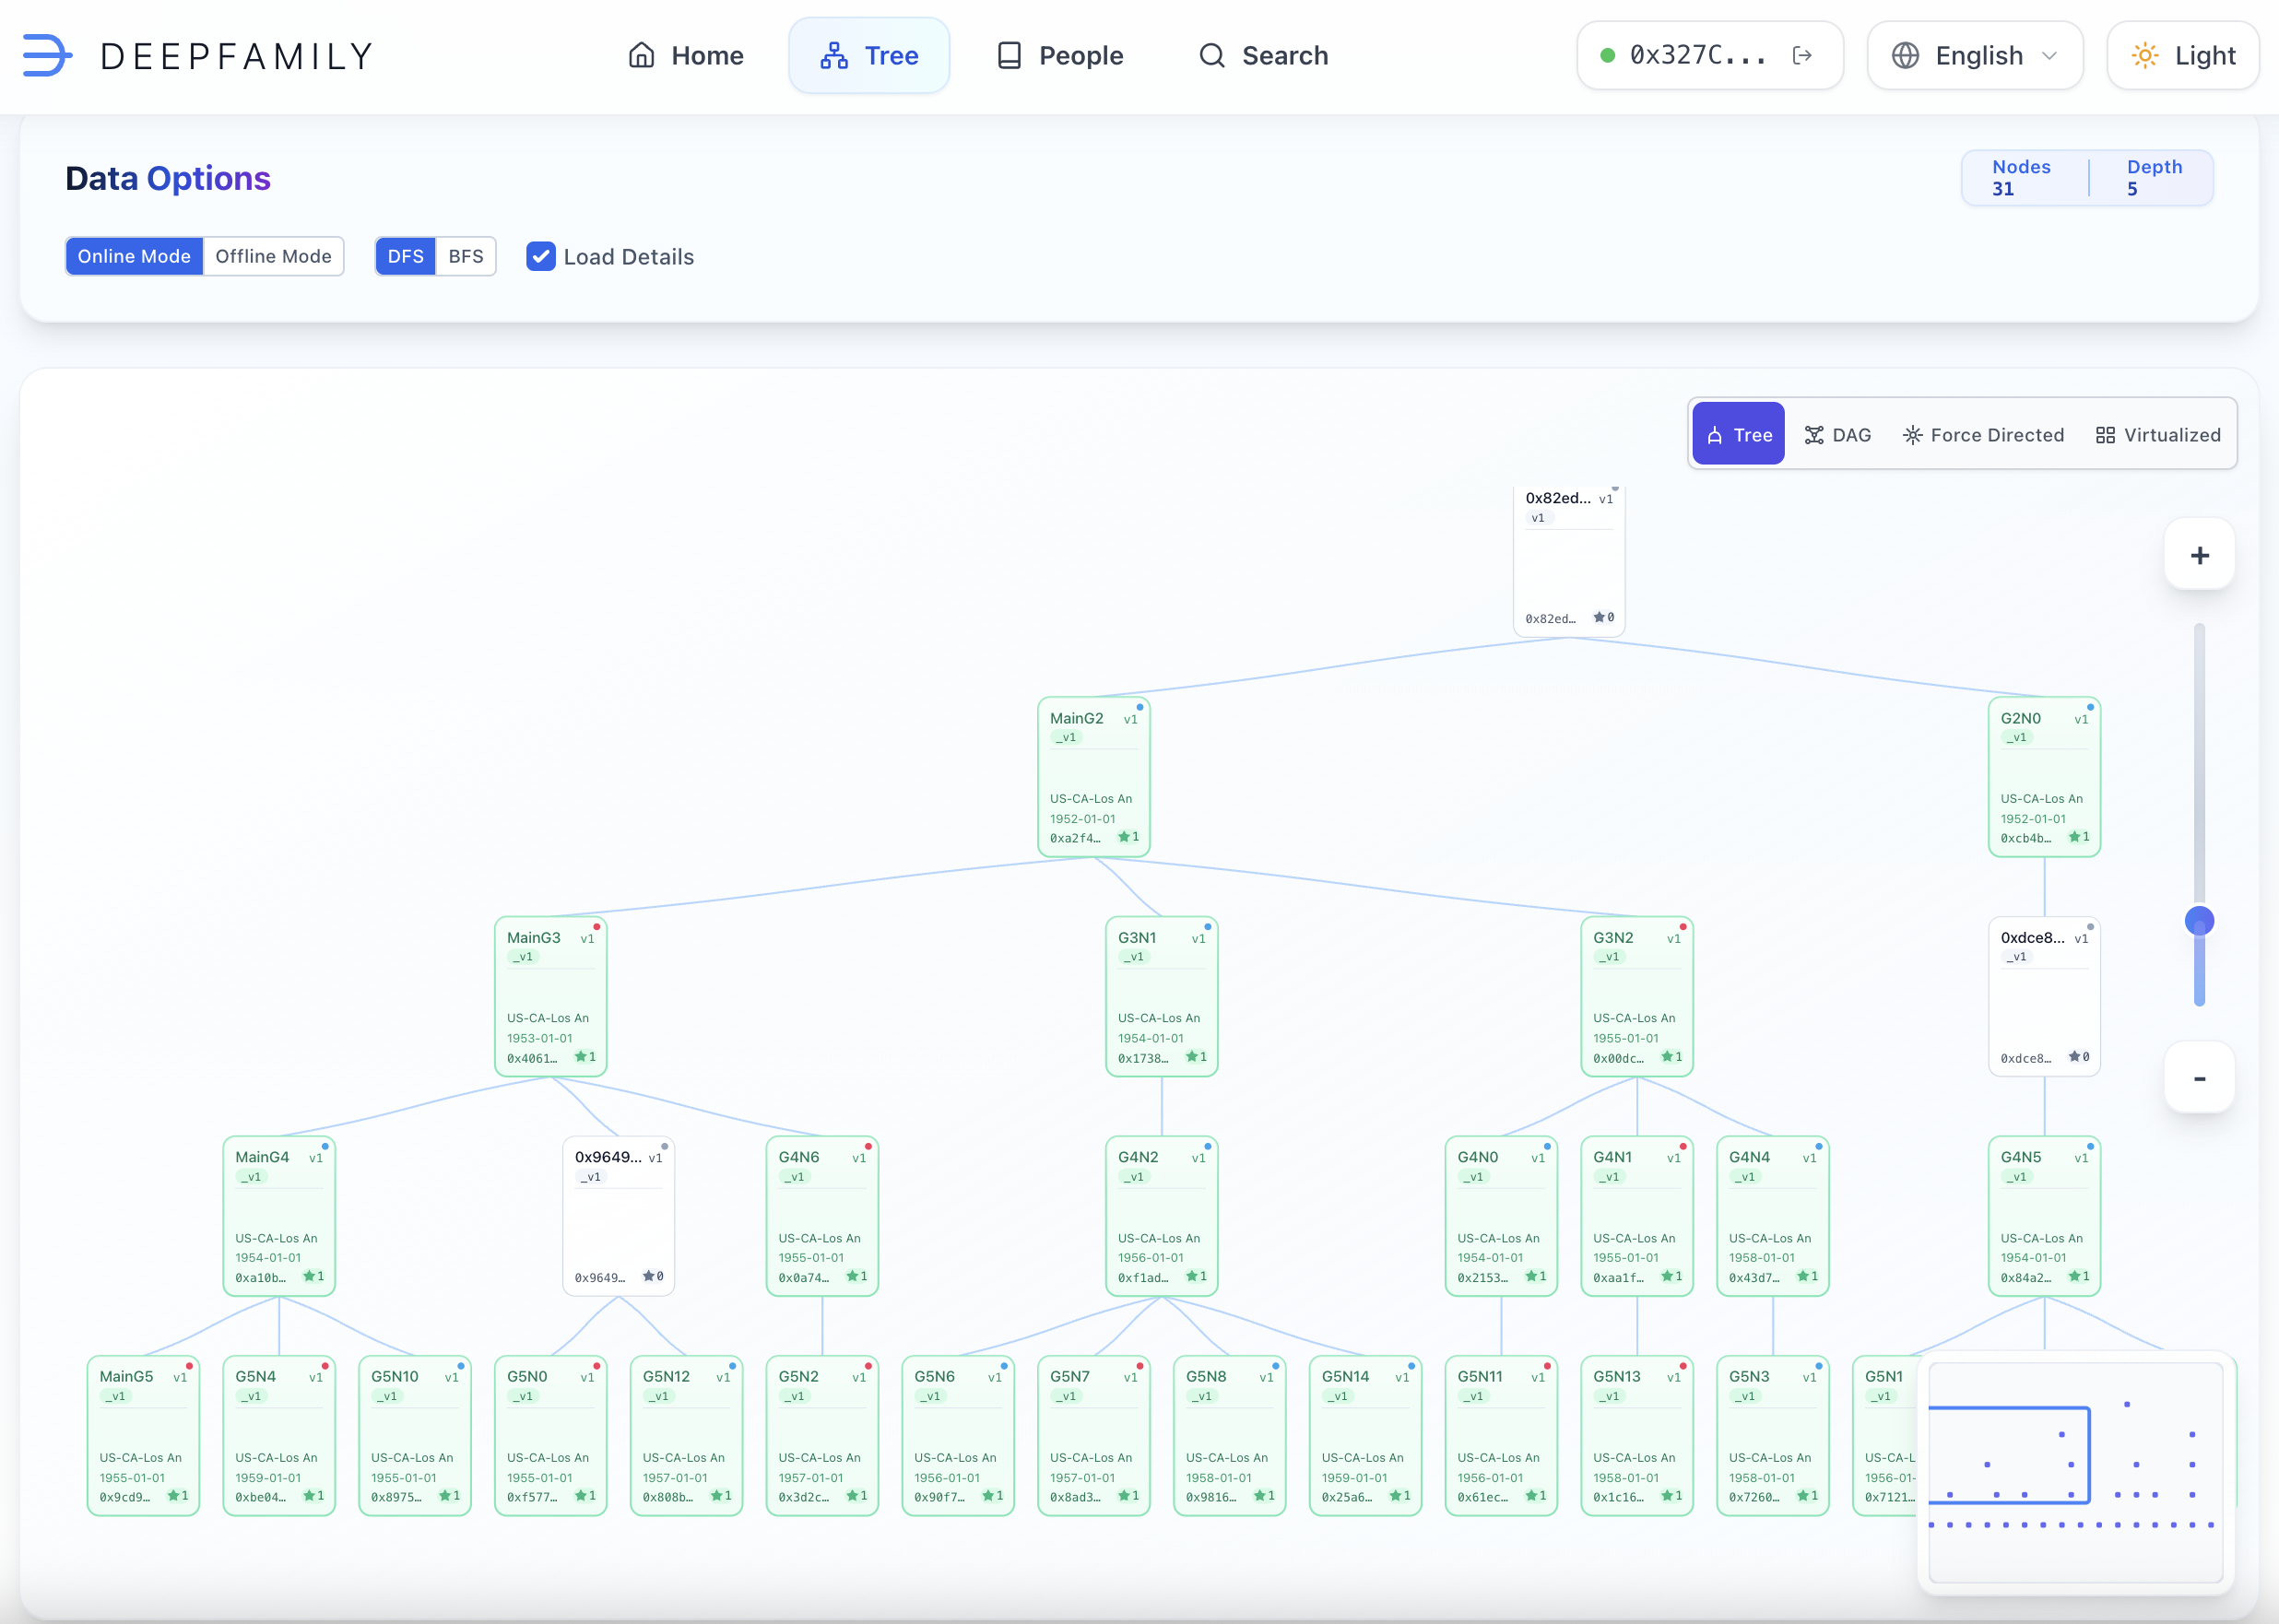 DEEPFAMILY
Home
Tree
People
Search
0x327C...
English
Light
Data Options
Nodes
31
Depth
5
Online Mode
Offline Mode
DFS
BFS
Load Details
Tree
DAG
Force Directed
Virtualized
+
-
0x82ed... v1
v1
0x82ed… ★0
MainG2 v1
_v1
US-CA-Los An
1952-01-01
0xa2f4… ★1
G2N0 v1
_v1
US-CA-Los An
1952-01-01
0xcb4b… ★1
MainG3 v1
_v1
US-CA-Los An
1953-01-01
0x4061… ★1
G3N1 v1
_v1
US-CA-Los An
1954-01-01
0x1738… ★1
G3N2 v1
_v1
US-CA-Los An
1955-01-01
0x00dc… ★1
0xdce8... v1
_v1
0xdce8… ★0
MainG4 v1
_v1
US-CA-Los An
1954-01-01
0xa10b… ★1
0x9649... v1
_v1
0x9649… ★0
G4N6 v1
_v1
US-CA-Los An
1955-01-01
0x0a74… ★1
G4N2 v1
_v1
US-CA-Los An
1956-01-01
0xf1ad… ★1
G4N0 v1
_v1
US-CA-Los An
1954-01-01
0x2153… ★1
G4N1 v1
_v1
US-CA-Los An
1955-01-01
0xaa1f… ★1
G4N4 v1
_v1
US-CA-Los An
1958-01-01
0x43d7… ★1
G4N5 v1
_v1
US-CA-Los An
1954-01-01
0x84a2… ★1
MainG5 v1
_v1
US-CA-Los An
1955-01-01
0x9cd9… ★1
G5N4 v1
_v1
US-CA-Los An
1959-01-01
0xbe04… ★1
G5N10 v1
_v1
US-CA-Los An
1955-01-01
0x8975… ★1
G5N0 v1
_v1
US-CA-Los An
1955-01-01
0xf577… ★1
G5N12 v1
_v1
US-CA-Los An
1957-01-01
0x808b… ★1
G5N2 v1
_v1
US-CA-Los An
1957-01-01
0x3d2c… ★1
G5N6 v1
_v1
US-CA-Los An
1956-01-01
0x90f7… ★1
G5N7 v1
_v1
US-CA-Los An
1957-01-01
0x8ad3… ★1
G5N8 v1
_v1
US-CA-Los An
1958-01-01
0x9816… ★1
G5N14 v1
_v1
US-CA-Los An
1959-01-01
0x25a6… ★1
G5N11 v1
_v1
US-CA-Los An
1956-01-01
0x61ec… ★1
G5N13 v1
_v1
US-CA-Los An
1958-01-01
0x1c16… ★1
G5N3 v1
_v1
US-CA-Los An
1958-01-01
0x7260… ★1
G5N1
_v1
US-CA-L
1956-01-
0x7121…